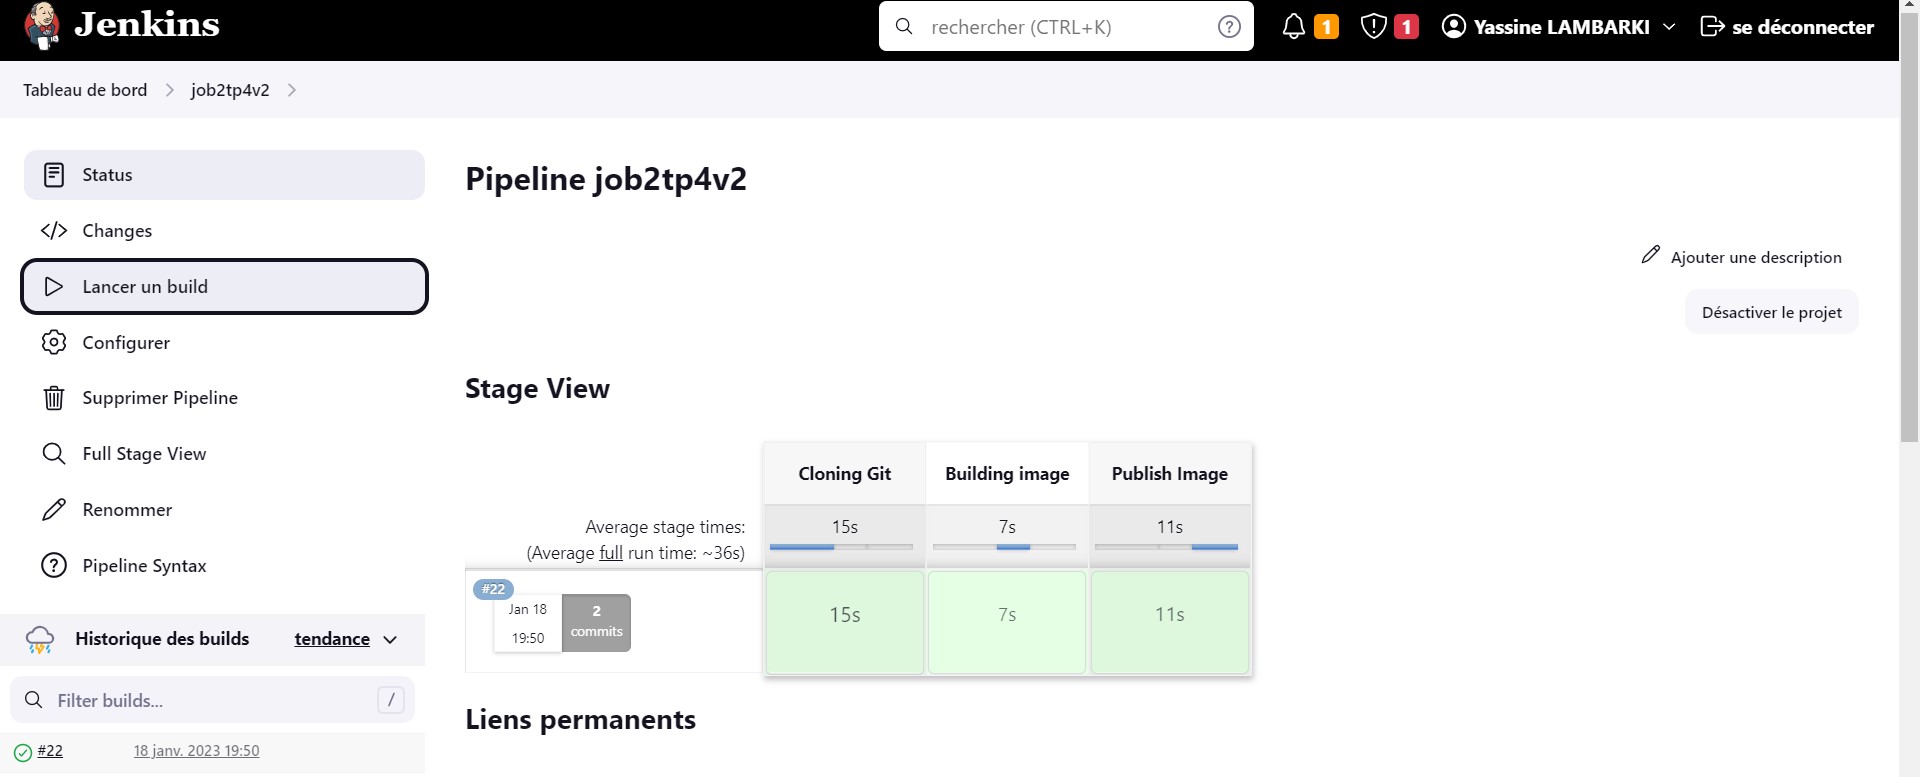 Jenkins
rechercher (CTRL+K)
?
1
1
Yassine LAMBARKI
se déconnecter
Tableau de bord
job2tp4v2
Status
Changes
Lancer un build
Configurer
Supprimer Pipeline
Full Stage View
Renommer
?
Pipeline Syntax
Historique des builds
tendance
Filter builds...
/
#22
18 janv. 2023 19:50
Pipeline job2tp4v2
Ajouter une description
Désactiver le projet
Stage View
Cloning Git Building image Publish Image
Average stage times: 15s 7s 11s
(Average full run time: ~36s)
#22
Jan 18
19:50
2
commits
15s 7s 11s
Liens permanents